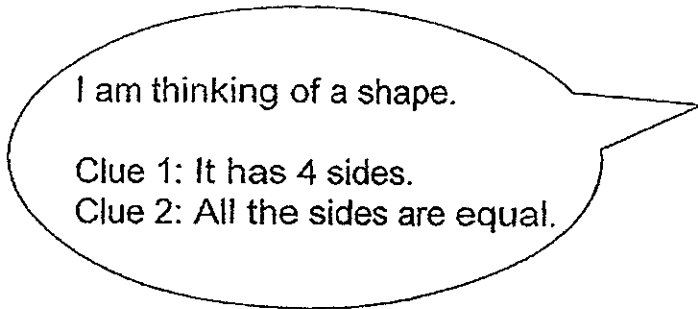 I am thinking of a shape.
Clue 1: It has 4 sides.
Clue 2: All the sides are equal.